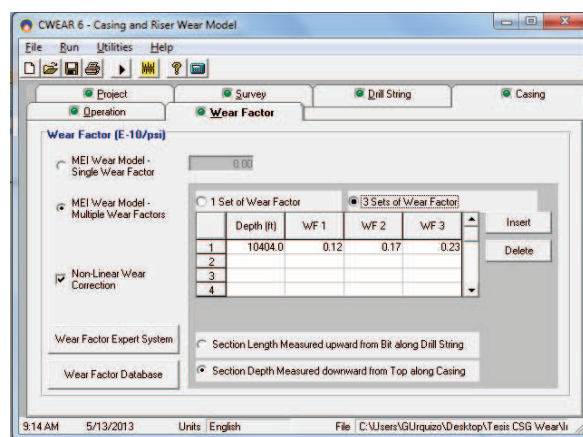 CWEAR 6 - Casing and Riser Wear Model
File Run Utilities Help
Project Survey Drill String Casing
Operation Wear Factor
Wear Factor (E-10/psi)
MEI Wear Model - Single Wear Factor 0.00
MEI Wear Model - Multiple Wear Factors
1 Set of Wear Factor 3 Sets of Wear Factor
Depth (ft) WF 1 WF 2 WF 3
1 10404.0 0.12 0.17 0.23
2
3
4
Insert
Delete
Non-Linear Wear Correction
Wear Factor Expert System
Wear Factor Database
Section Length Measured upward from Bit along Drill String
Section Depth Measured downward from Top along Casing
9:14 AM 5/13/2013 Units English File C:\Users\GUrquizo\Desktop\Tesis CSG Wear\